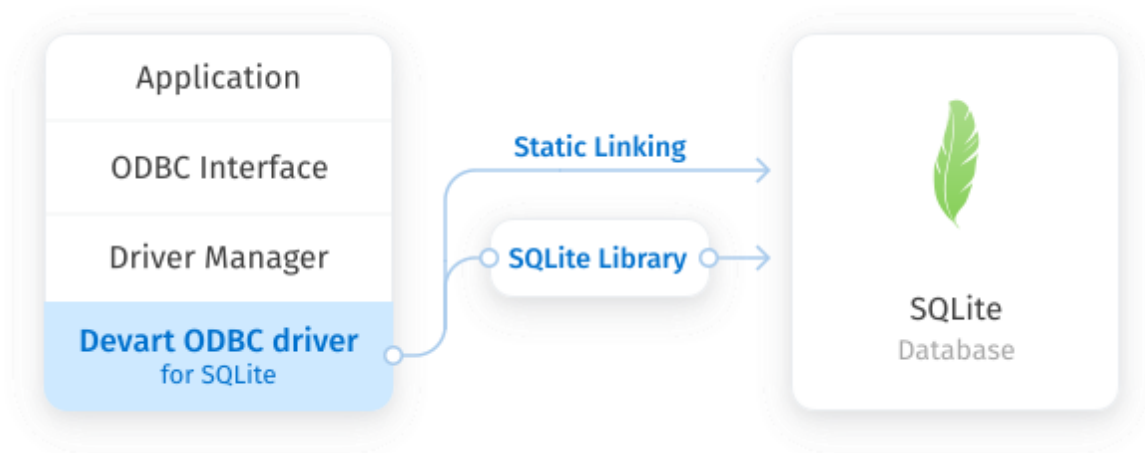 Application
ODBC Interface
Driver Manager
Devart ODBC driver
for SQLite
Static Linking
SQLite Library
SQLite
Database